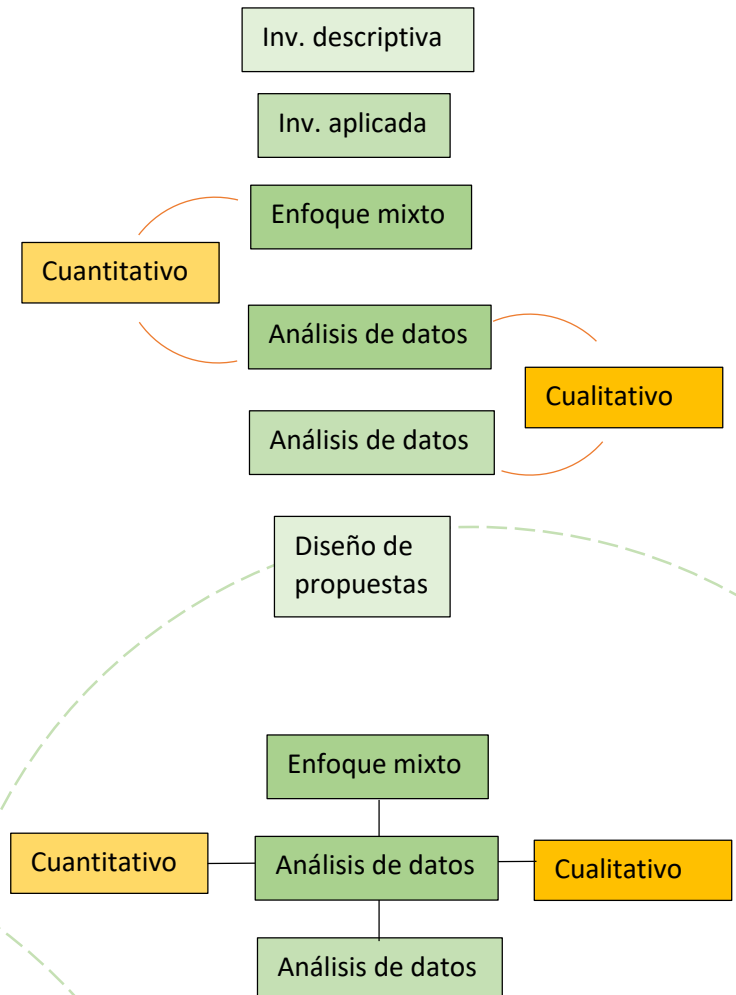 Inv. descriptiva
Inv. aplicada
Enfoque mixto
Cuantitativo
Análisis de datos
Cualitativo
Análisis de datos
Diseño de
propuestas
Enfoque mixto
Cuantitativo
Análisis de datos
Cualitativo
Análisis de datos